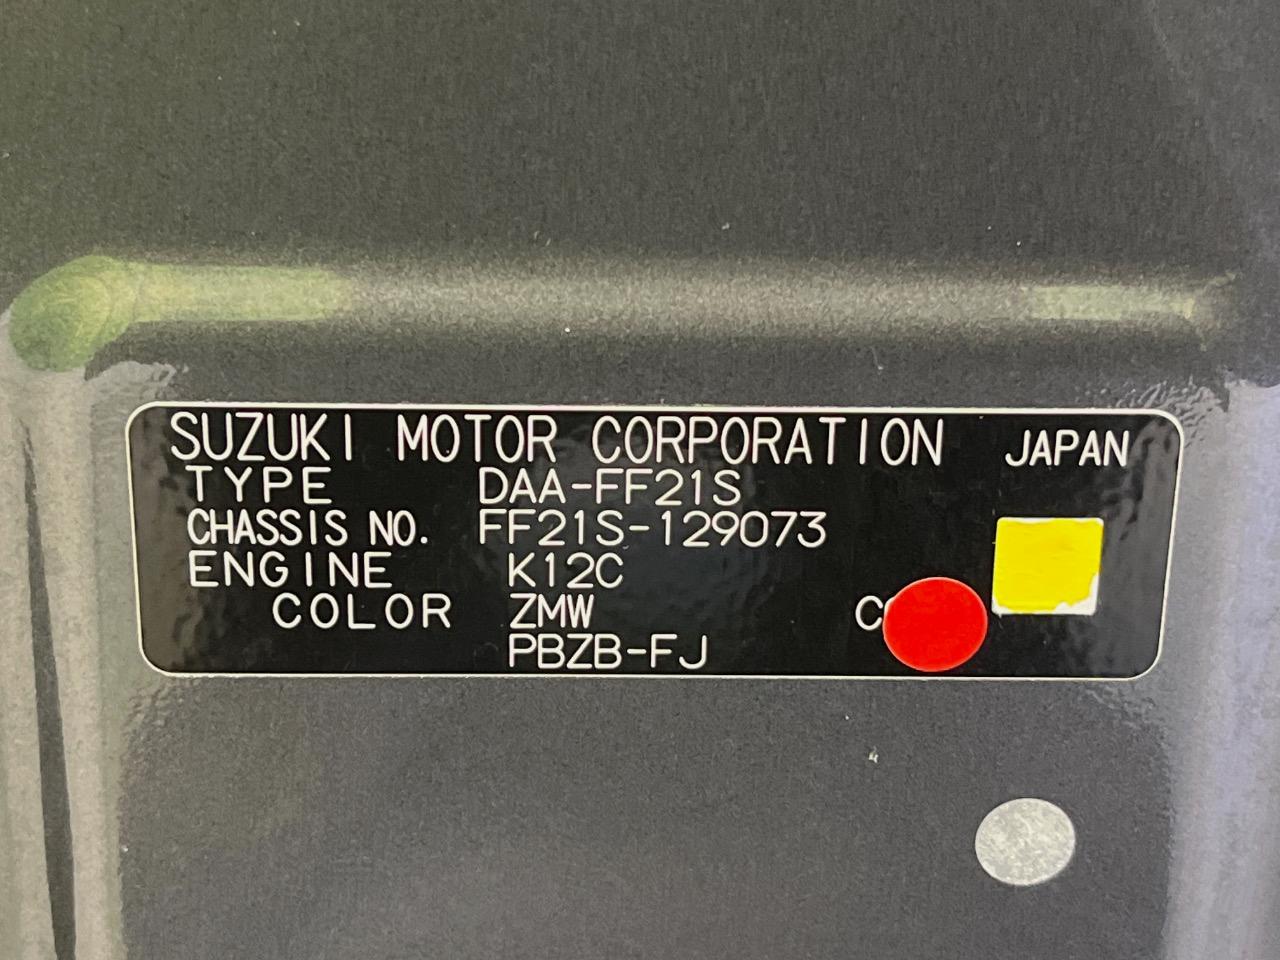 SUZUKI MOTOR CORPORATION JAPAN
TYPE DAA-FF21S
CHASSIS NO. FF21S-129073
ENGINE K12C
COLOR ZMW
PBZB-FJ